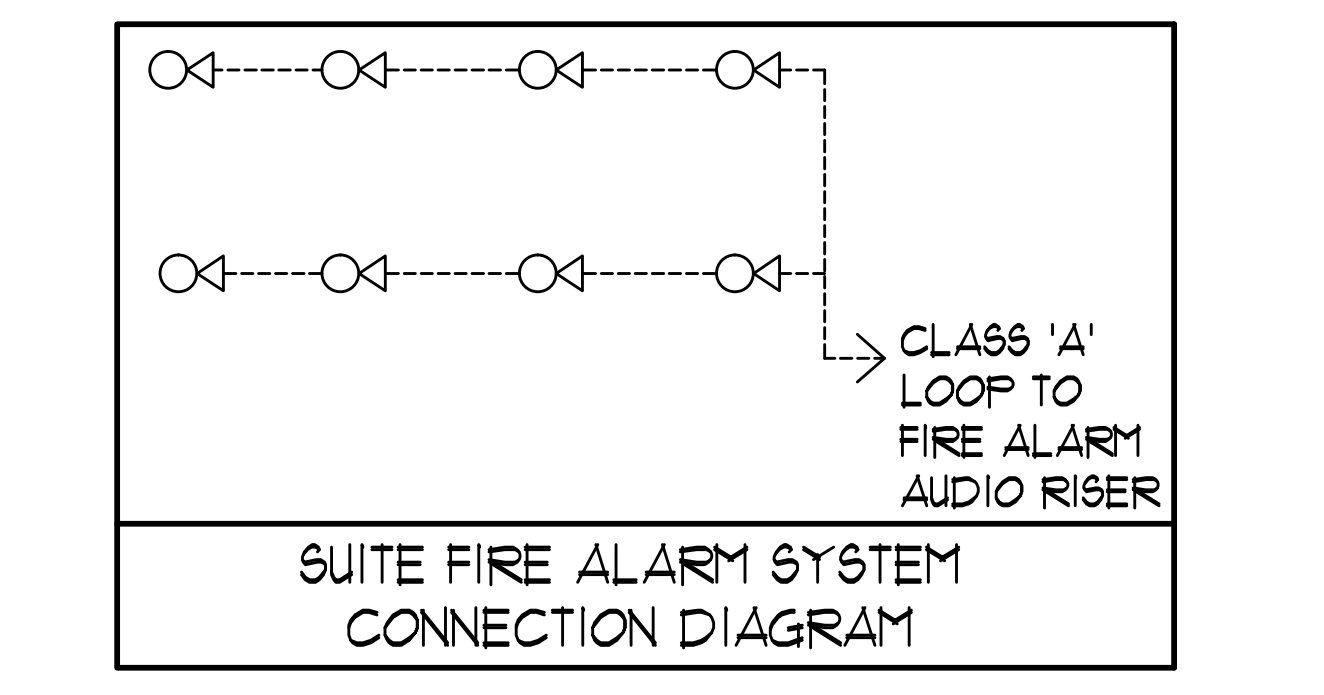 CLASS 'A'
LOOP TO
FIRE ALARM
AUDIO RISER
SUITE FIRE ALARM SYSTEM
CONNECTION DIAGRAM